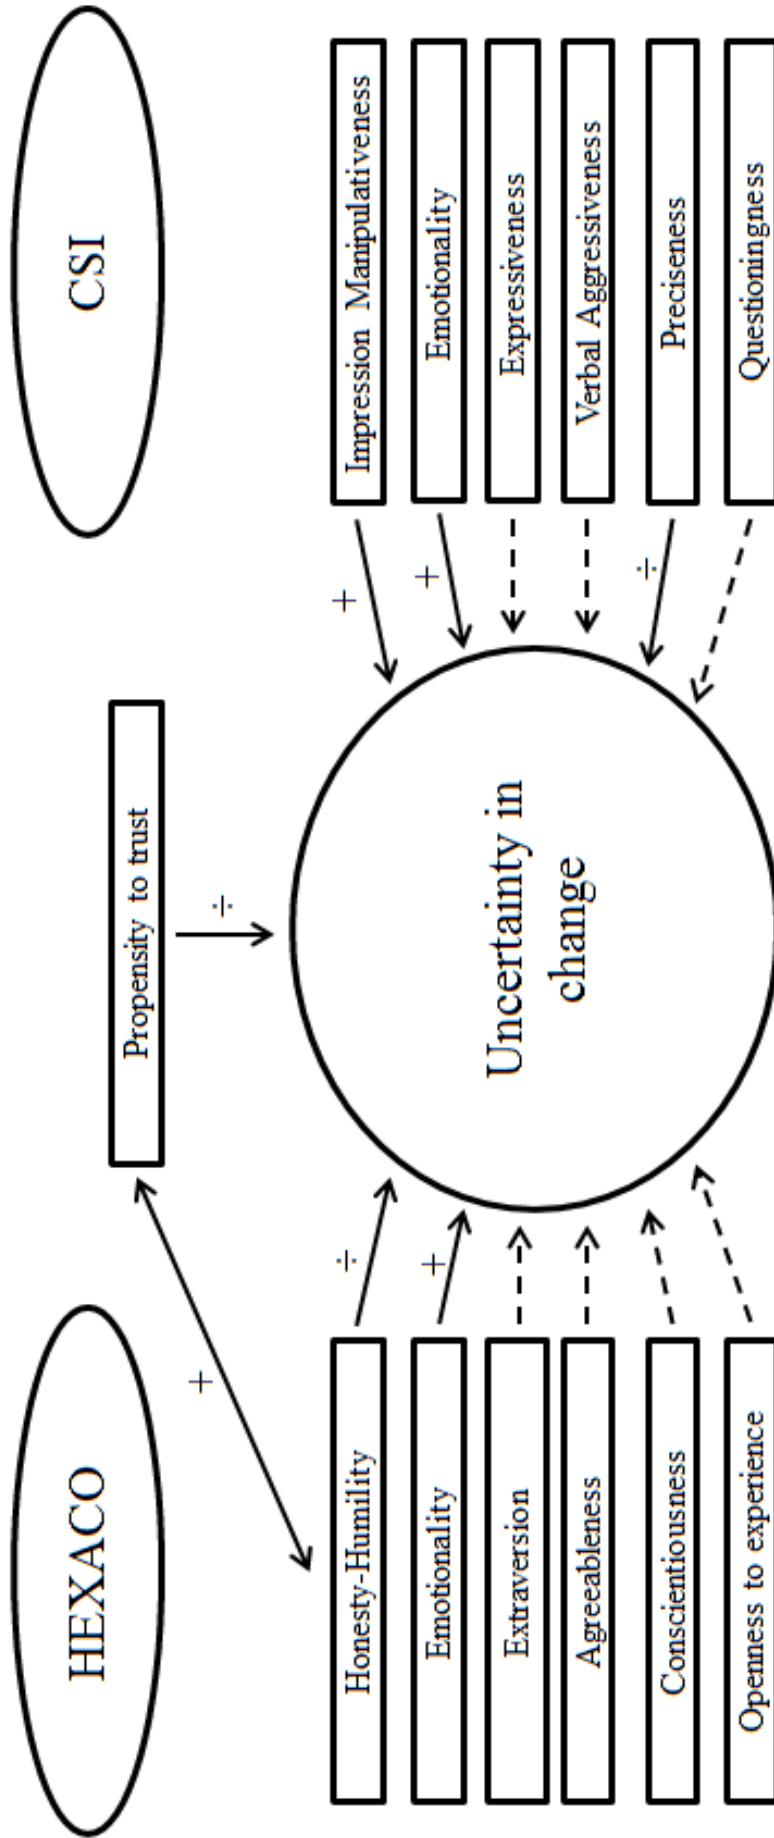 HEXACO
CSI
Propensity to trust
÷
+
Honesty-Humility
÷
+
Impression Manipulativeness
Emotionality
+
+
Emotionality
Extraversion
Uncertainty in
change
Expressiveness
Agreeableness
Verbal Aggressiveness
Conscientiousness
÷
Preciseness
Openness to experience
Questioningness